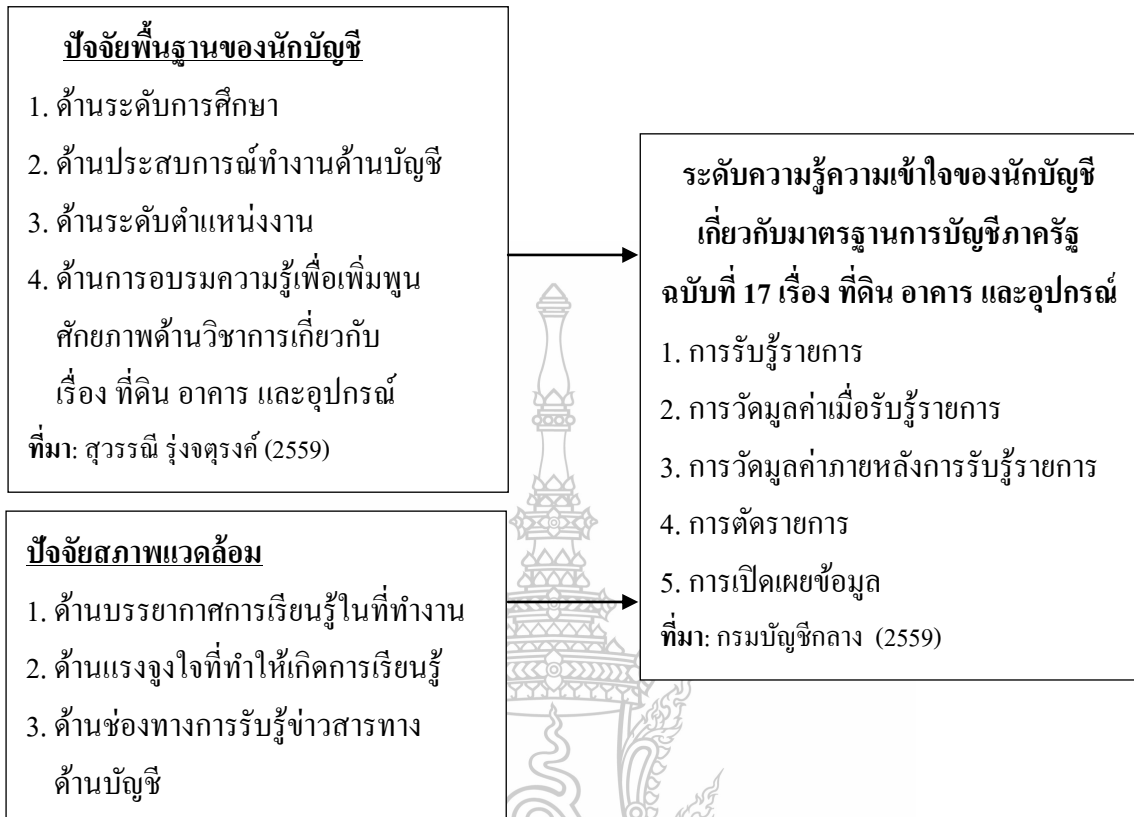 ปัจจัยพื้นฐานของนักบัญชี
1. ด้านระดับการศึกษา
2. ด้านประสบการณ์ทำงานด้านบัญชี
3. ด้านระดับตำแหน่งงาน
4. ด้านการอบรมความรู้เพื่อเพิ่มพูน
ศักยภาพด้านวิชาการเกี่ยวกับ
เรื่อง ที่ดิน อาคาร และอุปกรณ์
ที่มา: สุวรรณี รุ่งจตุรงค์ (2559)
ปัจจัยสภาพแวดล้อม
1. ด้านบรรยากาศการเรียนรู้ในที่ทำงาน
2. ด้านแรงจูงใจที่ทำให้เกิดการเรียนรู้
3. ด้านช่องทางการรับรู้ข่าวสารทาง
ด้านบัญชี
ระดับความรู้ความเข้าใจของนักบัญชี
เกี่ยวกับมาตรฐานการบัญชีภาครัฐ
ฉบับที่ 17 เรื่อง ที่ดิน อาคาร และอุปกรณ์
1. การรับรู้รายการ
2. การวัดมูลค่าเมื่อรับรู้รายการ
3. การวัดมูลค่าภายหลังการรับรู้รายการ
4. การตัดรายการ
5. การเปิดเผยข้อมูล
ที่มา: กรมบัญชีกลาง (2559)